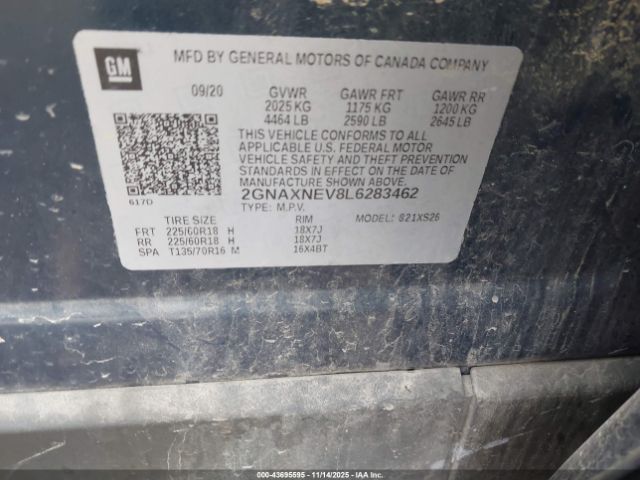 GM
MFD BY GENERAL MOTORS OF CANADA COMPANY
09/20 GVWR GAWR FRT GAWR RR
2025 KG 1175 KG 1200 KG
4464 LB 2590 LB 2645 LB
THIS VEHICLE CONFORMS TO ALL
APPLICABLE U.S. FEDERAL MOTOR
VEHICLE SAFETY AND THEFT PREVENTION
STANDARDS IN EFFECT ON THE DATE OF
MANUFACTURE SHOWN ABOVE.
617D 2GNAXNEV8L6283462
TYPE: M.P.V. MODEL: 821XS26
TIRE SIZE RIM
FRT 225/60R18 H 18X7J
RR 225/60R18 H 18X7J
SPA T135/70R16 M 16X4BT
000-43695595 - 11/14/2025 - IAAI.COM